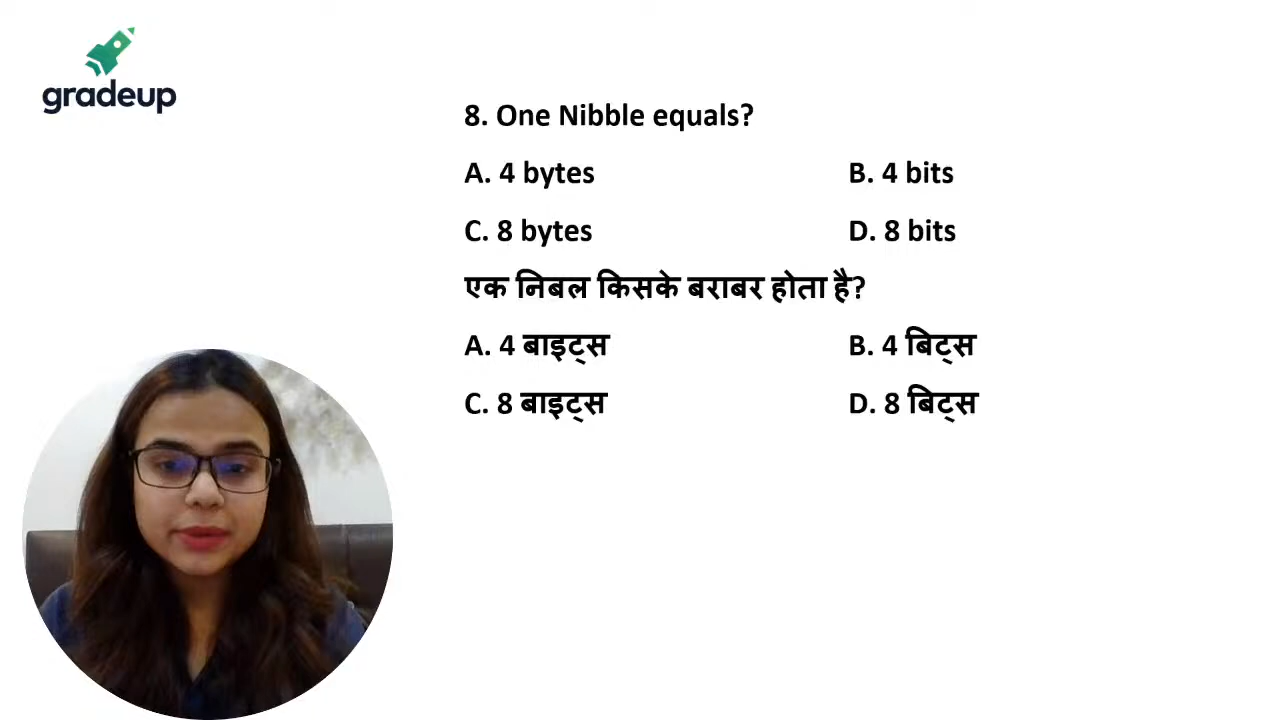 gradeup
8. One Nibble equals?
A. 4 bytes B. 4 bits
C. 8 bytes D. 8 bits
एक निबल किसके बराबर होता है?
A. 4 बाइट्स B. 4 बिट्स
C. 8 बाइट्स D. 8 बिट्स